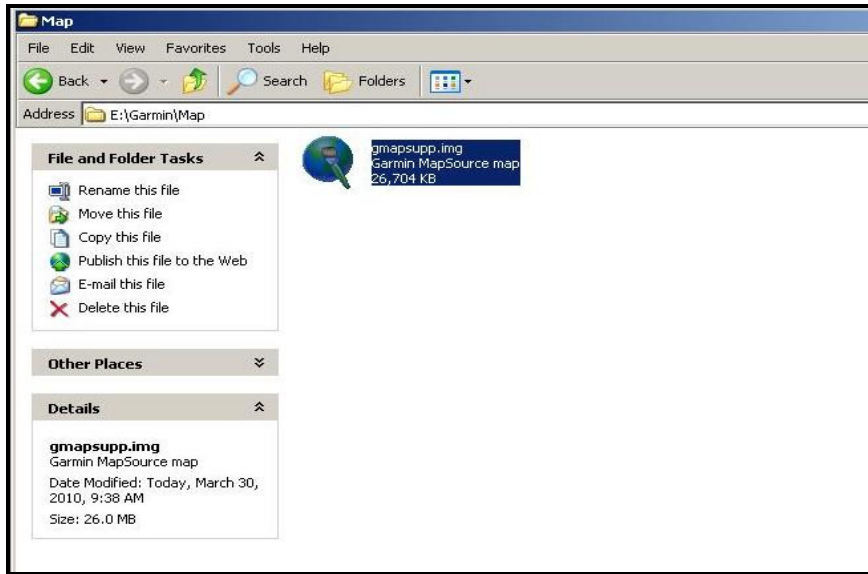 Map
File Edit View Favorites Tools Help
Back Search Folders
Address E:\Garmin\Map
File and Folder Tasks
Rename this file
Move this file
Copy this file
Publish this file to the Web
E-mail this file
Delete this file
Other Places
Details
gmapsupp.img
Garmin MapSource map
Date Modified: Today, March 30,
2010, 9:38 AM
Size: 26.0 MB
gmapsupp.img
Garmin MapSource map
26,704 KB